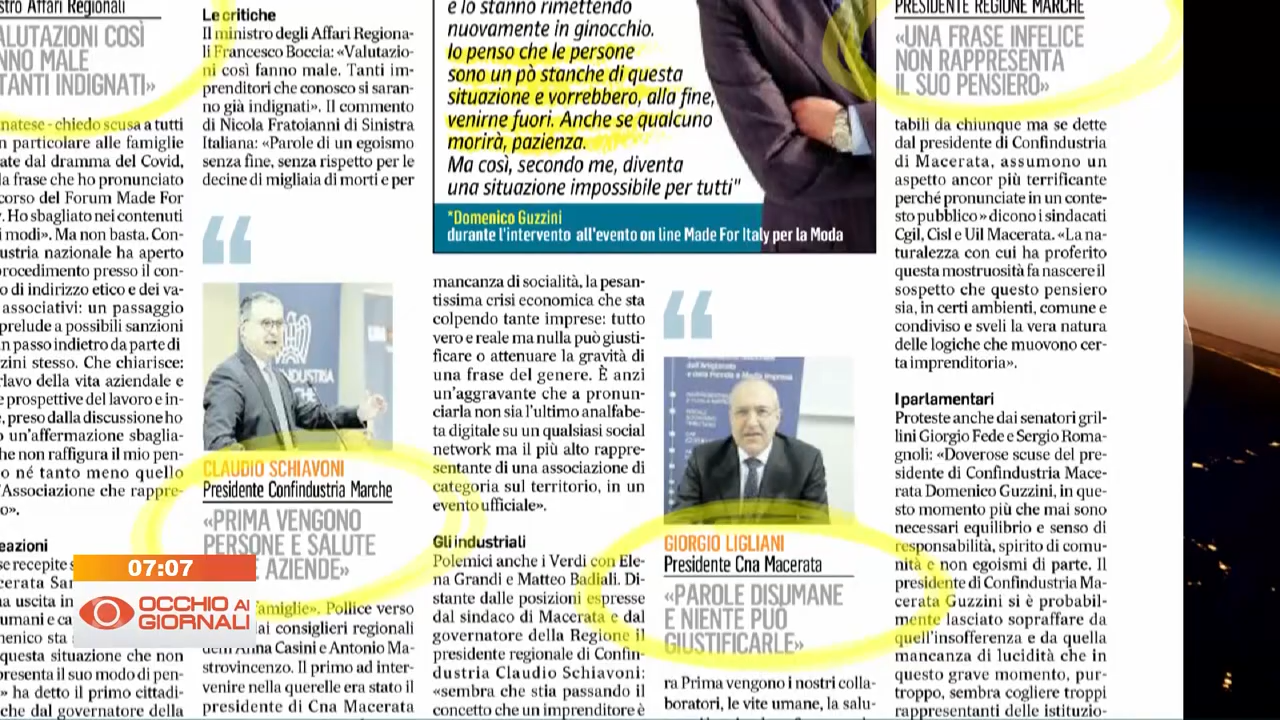 stro Affari Regionali
ALUTAZIONI COSÌ
NNO MALE
TANTI INDIGNATI»
natese - chiedo scusa a tutti
n particolare alle famiglie
ate dal dramma del Covid,
la frase che ho pronunciato
corso del Forum Made For
. Ho sbagliato nei contenuti
i modi». Ma non basta. Con-
ustria nazionale ha aperto
rocedimento presso il con-
o di indirizzo etico e dei va-
associativi: un passaggio
prelude a possibili sanzioni
n passo indietro da parte di
zini stesso. Che chiarisce:
rlavo della vita aziendale e
e prospettive del lavoro e in-
e, preso dalla discussione ho
o un'affermazione sbaglia-
he non raffigura il mio pen-
o né tanto meno quello
'Associazione che rappre-
o».
eazioni
se recepite s
cerata San
na uscita in
umani e ca
enico sta
questa situazione che non
presenta il suo modo di pen-
» ha detto il primo cittadi-
che dal governatore della
Le critiche
Il ministro degli Affari Regiona-
li Francesco Boccia: «Valutazio-
ni così fanno male. Tanti im-
prenditori che conosco si saran-
no già indignati». Il commento
di Nicola Fratoianni di Sinistra
Italiana: «Parole di un egoismo
senza fine, senza rispetto per le
decine di migliaia di morti e per
“
CLAUDIO SCHIAVONI
Presidente Confindustria Marche
«PRIMA VENGONO
PERSONE E SALUTE
E AZIENDE»
famiglie». Pollice verso
dai consiglieri regionali
dem Anna Casini e Antonio Ma-
strovincenzo. Il primo ad inter-
venire nella querelle era stato il
presidente di Cna Macerata
e lo stanno rimettendo
nuovamente in ginocchio.
Io penso che le persone
sono un pò stanche di questa
situazione e vorrebbero, alla fine,
venirne fuori. Anche se qualcuno
morirà, pazienza.
Ma così, secondo me, diventa
una situazione impossibile per tutti"
*Domenico Guzzini
durante l'intervento all'evento on line Made For Italy per la Moda
mancanza di socialità, la pesan-
tissima crisi economica che sta
colpendo tante imprese: tutto
vero e reale ma nulla può giusti-
ficare o attenuare la gravità di
una frase del genere. È anzi
un'aggravante che a pronun-
ciarla non sia l'ultimo analfabe-
ta digitale su un qualsiasi social
network ma il più alto rappre-
sentante di una associazione di
categoria sul territorio, in un
evento ufficiale».
Gli industriali
Polemici anche i Verdi con Ele-
na Grandi e Matteo Badiali. Di-
stante dalle posizioni espresse
dal sindaco di Macerata e dal
governatore della Regione il
presidente regionale di Confin-
dustria Claudio Schiavoni:
«sembra che stia passando il
concetto che un imprenditore è
“
GIORGIO LIGLIANI
Presidente Cna Macerata
«PAROLE DISUMANE
E NIENTE PUÒ
GIUSTIFICARLE»
ra Prima vengono i nostri colla-
boratori, le vite umane, la salu-
PRESIDENTE REGIONE MARCHE
«UNA FRASE INFELICE
NON RAPPRESENTA
IL SUO PENSIERO»
tabili da chiunque ma se dette
dal presidente di Confindustria
di Macerata, assumono un
aspetto ancor più terrificante
perché pronunciate in un conte-
sto pubblico» dicono i sindacati
Cgil, Cisl e Uil Macerata. «La na-
turalezza con cui ha proferito
questa mostruosità fa nascere il
sospetto che questo pensiero
sia, in certi ambienti, comune e
condiviso e sveli la vera natura
delle logiche che muovono cer-
ta imprenditoria».
I parlamentari
Proteste anche dai senatori gril-
lini Giorgio Fede e Sergio Roma-
gnoli: «Doverose scuse del pre-
sidente di Confindustria Mace-
rata Domenico Guzzini, in que-
sto momento più che mai sono
necessari equilibrio e senso di
responsabilità, spirito di comu-
nità e non egoismi di parte. Il
presidente di Confindustria Ma-
cerata Guzzini si è probabil-
mente lasciato sopraffare da
quell'insofferenza e da quella
mancanza di lucidità che in
questo grave momento, pur-
troppo, sembra cogliere troppi
rappresentanti delle istituzio-
07:07
OCCHIO AI
GIORNALI